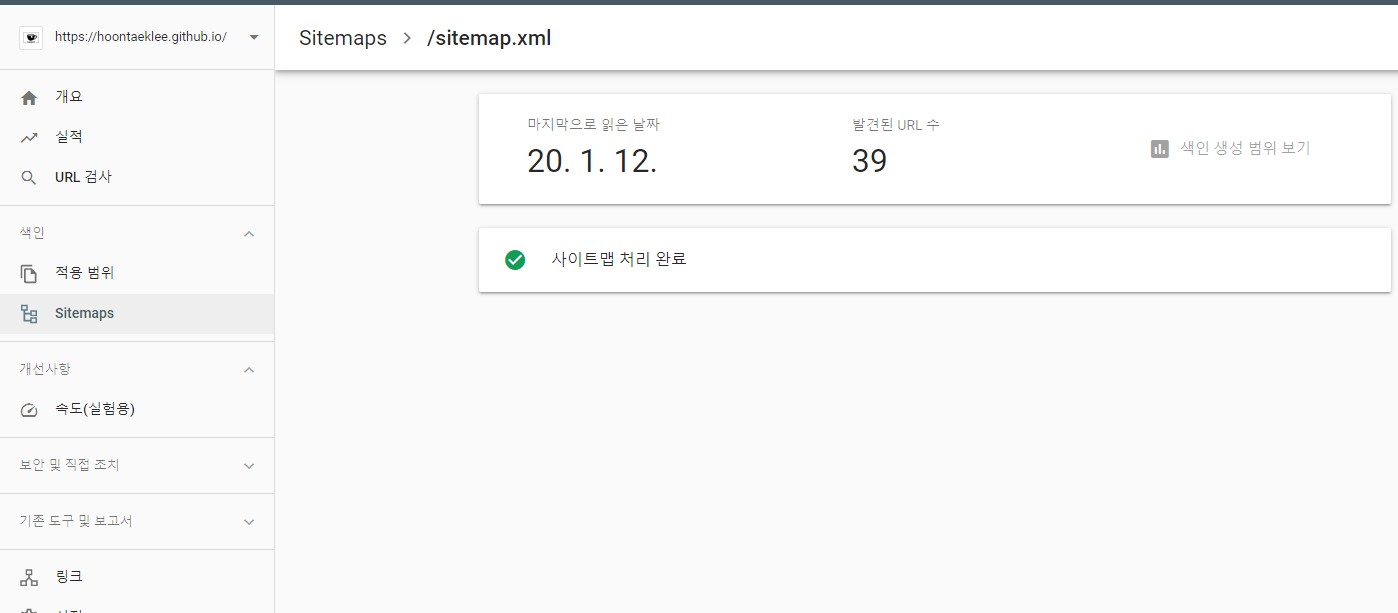 https://hoontaeklee.github.io/
Sitemaps > /sitemap.xml
개요
실적
URL 검사
색인
적용 범위
Sitemaps
개선사항
속도(실험용)
보안 및 직접 조치
기존 도구 및 보고서
링크
마지막으로 읽은 날짜
20. 1. 12.
발견된 URL 수
39
색인 생성 범위 보기
사이트맵 처리 완료